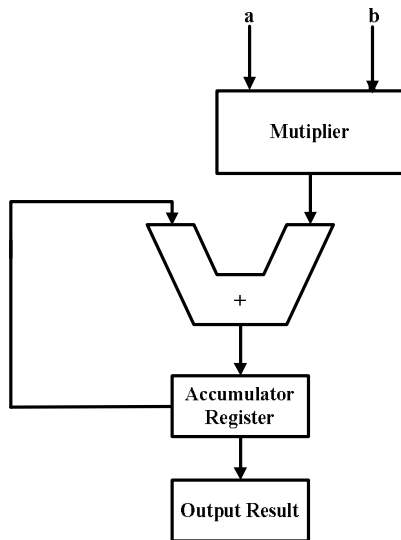 a b
Mutiplier
+
Accumulator
Register
Output Result